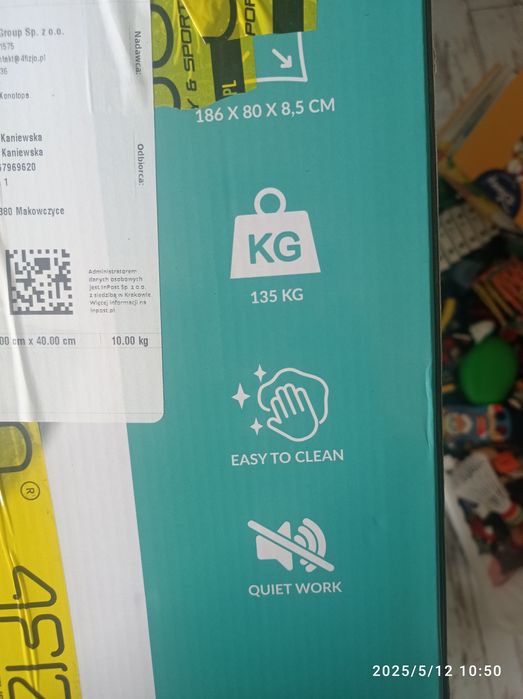 Group Sp. z o.o.
1575
ntakt@4fizjo.pl
36
Konotopa
Nadawca:
Kaniewska
Kaniewska
57969620
1
380 Makowczyce
Odbiorca:
Administratorem
danych osobowych
jest InPost Sp. z o.o.
z siedzibą w Krakowie.
Więcej informacji na
inpost.pl.
00 cm x 40.00 cm
10.00 kg
Y & SPORT
.PL
186 X 80 X 8,5 CM
KG
135 KG
EASY TO CLEAN
QUIET WORK
®
2025/5/12 10:50